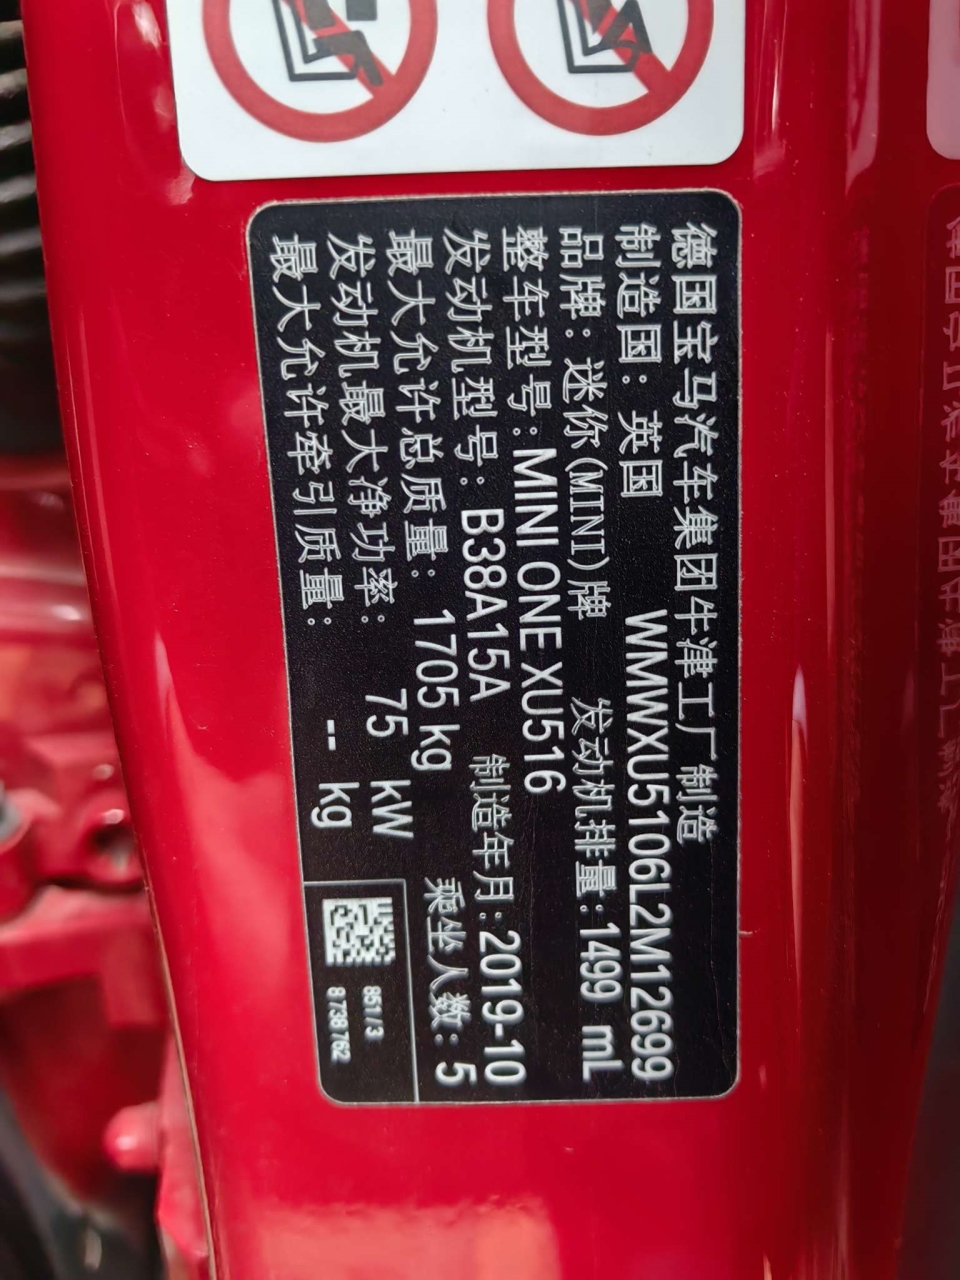 德国宝马汽车集团牛津工厂制造
制造国：英国 WMWXU5106L2M12699
品牌：迷你(MINI)牌 发动机排量：1499 mL
整车型号：MINI ONE XU516
发动机型号：B38A15A 制造年月：2019-10
最大允许总质量：1705 kg 乘坐人数：5
发动机最大净功率：75 kW
最大允许牵引质量：-- kg
851/3
8 738 762